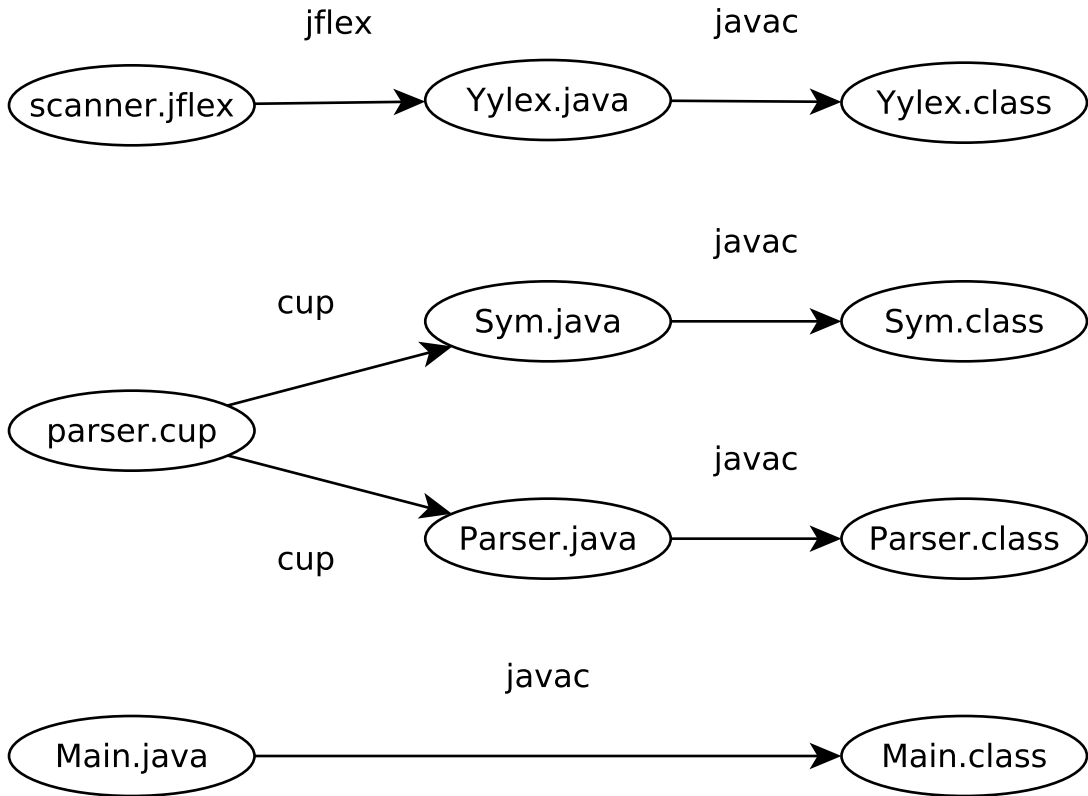 jflex
javac
scanner.jflex
Yylex.java
Yylex.class
javac
cup
Sym.java
Sym.class
parser.cup
javac
Parser.java
Parser.class
cup
javac
Main.java
Main.class